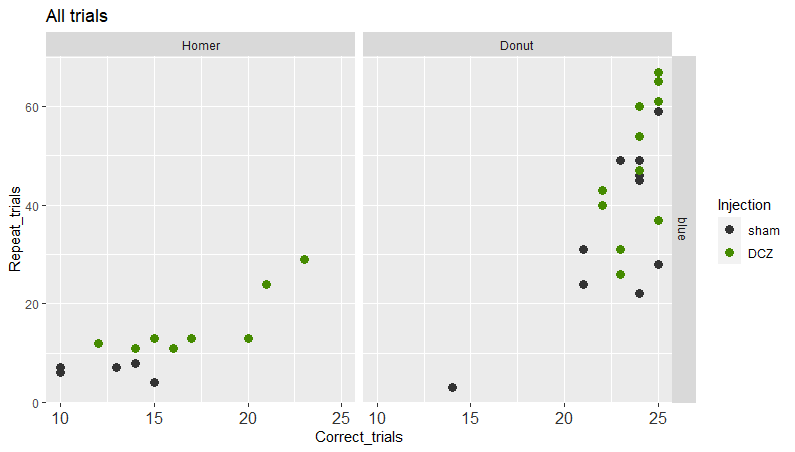 All trials
Homer
Donut
60
40
20
0
Repeat_trials
blue
10 15 20 25
10 15 20 25
Correct_trials
Injection
sham
DCZ